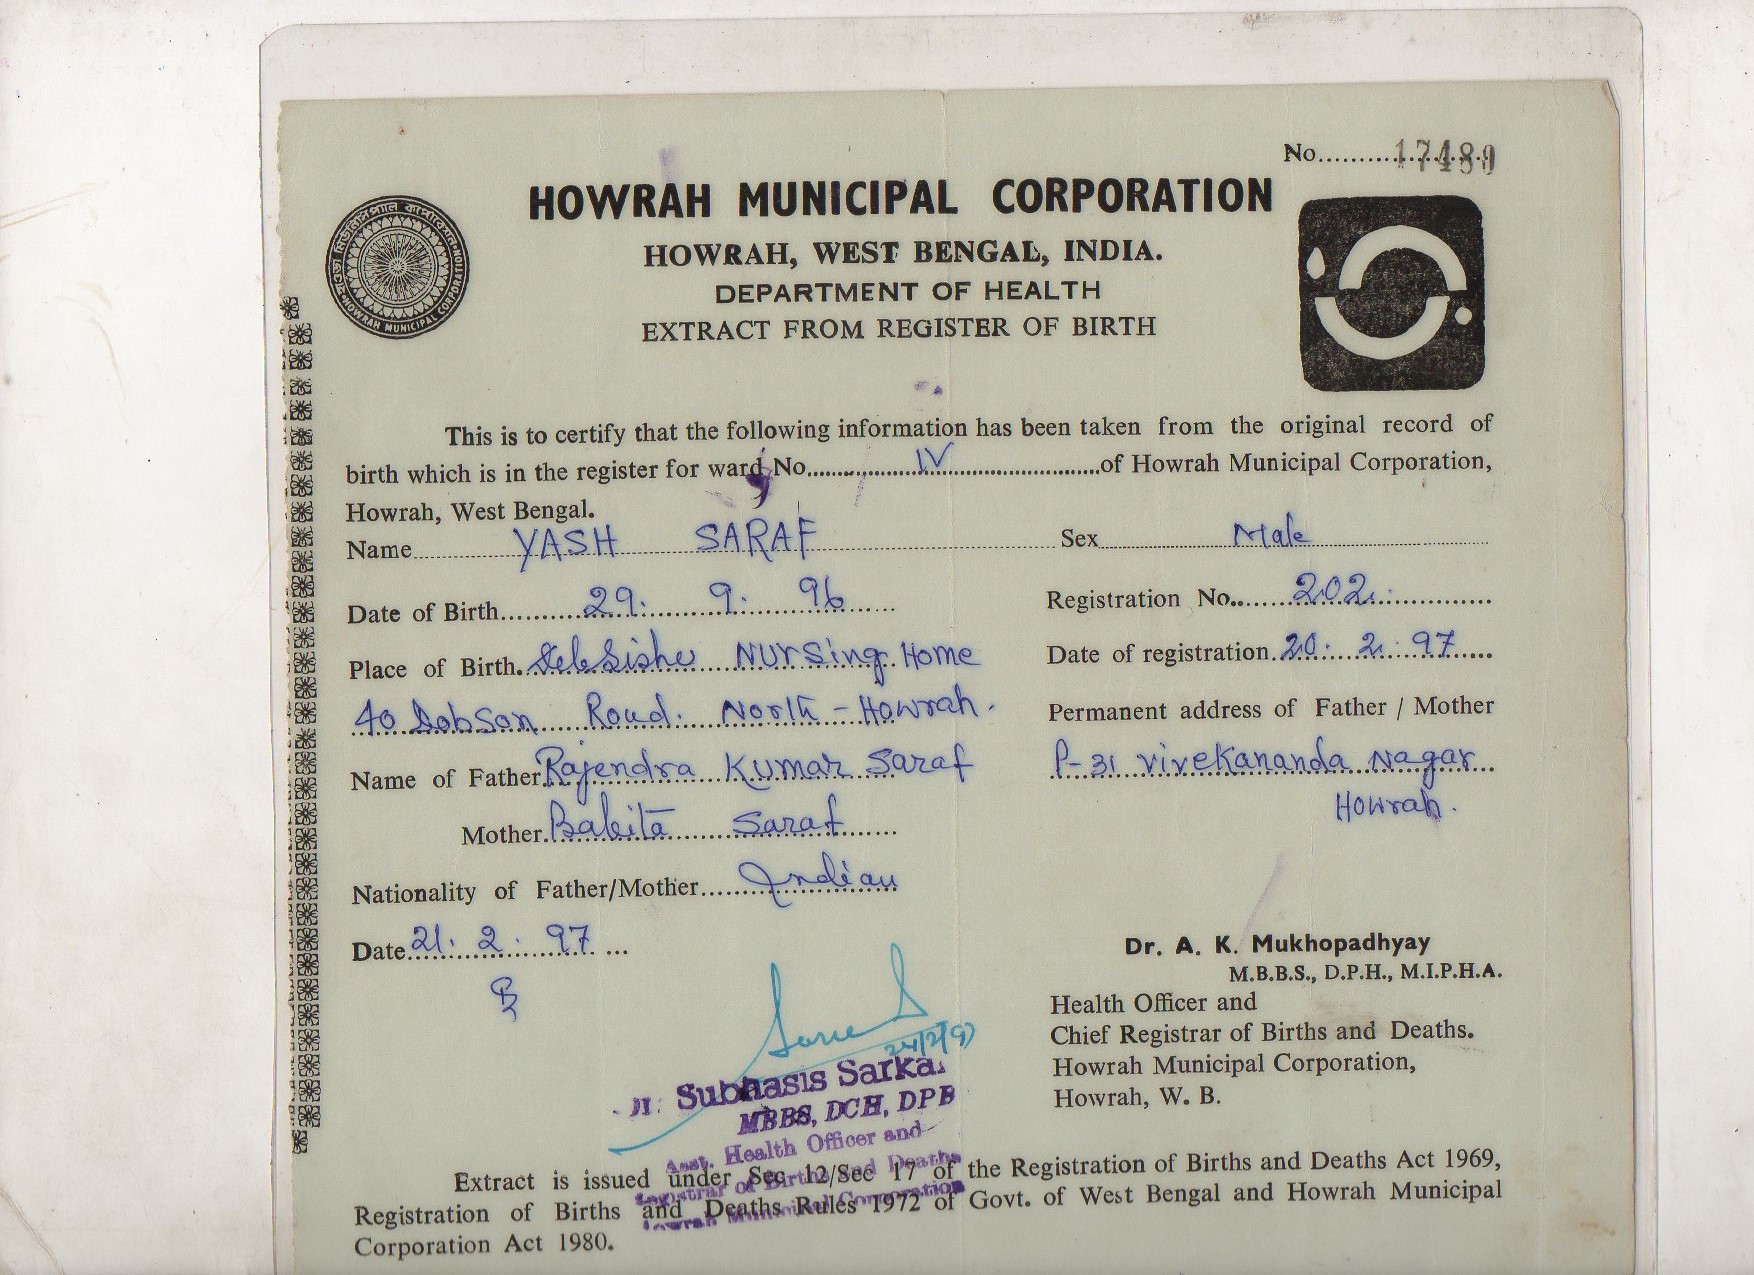 No..........17480
HOWRAH MUNICIPAL CORPORATION
HOWRAH, WEST BENGAL, INDIA.
DEPARTMENT OF HEALTH
EXTRACT FROM REGISTER OF BIRTH
HOWRAH MUNICIPAL CORPORATION
This is to certify that the following information has been taken from the original record of
birth which is in the register for ward No. IV of Howrah Municipal Corporation,
Howrah, West Bengal.
Name YASH SARAF Sex Male
Date of Birth 29. 9. 96 Registration No. 202.
Place of Birth. Nursing Home Date of registration. 20. 2. 97
40 Dobson Road. North - Howrah. Permanent address of Father / Mother
Name of Father Rajendra Kumar Saraf P-31 Vivekananda Nagar
Howrah.
Mother. Babita Saraf
Nationality of Father/Mother Indian
Date 21. 2. 97
Dr. A. K. Mukhopadhyay
M.B.B.S., D.P.H., M.I.P.H.A.
Health Officer and
Chief Registrar of Births and Deaths.
Howrah Municipal Corporation,
Howrah, W. B.
24/2/97
Subhasis Sarka
MBBS, DCH, DPH
Asst. Health Officer and
Registrar of Births and Deaths
Howrah Municipal Corporation
Extract is issued under Sec 12/Sec 17 of the Registration of Births and Deaths Act 1969,
Registration of Births and Deaths Rules 1972 of Govt. of West Bengal and Howrah Municipal
Corporation Act 1980.